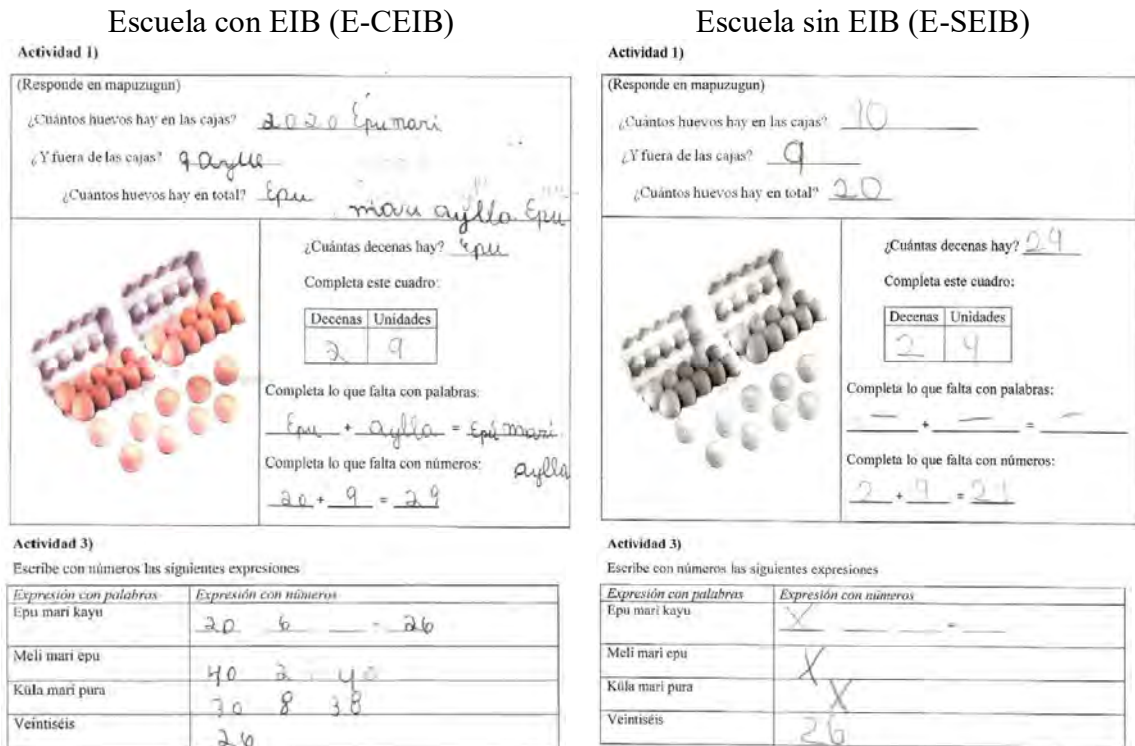 Escuela con EIB (E-CEIB)
Actividad 1)
(Responde en mapuzugun)
¿Cuántos huevos hay en las cajas? 2020 Epumari
¿Y fuera de las cajas? 9 aylle
¿Cuantos huevos hay en total? Epu
mari aylla Epu
¿Cuántas decenas hay? epu
Completa este cuadro:
Decenas Unidades
2 9
Completa lo que falta con palabras:
Epu + aylla = Epú mari
aylla
Completa lo que falta con números:
20 + 9 = 29
Actividad 3)
Escribe con números las siguientes expresiones
Expresión con palabras Expresión con números
Epu mari kayu 20 6 - 26
Meli mari epu 40 2 . 40
Küla mari pura 30 8 38
Veintiséis 26
Escuela sin EIB (E-SEIB)
Actividad 1)
(Responde en mapuzugun)
¿Cuántos huevos hay en las cajas? 10
¿Y fuera de las cajas? 9
¿Cuántos huevos hay en total? 20
¿Cuántas decenas hay? 29
Completa este cuadro:
Decenas Unidades
2 9
Completa lo que falta con palabras:
+ =
Completa lo que falta con números:
2 + 9 =
Actividad 3)
Escribe con números las siguientes expresiones
Expresión con palabras Expresión con números
Epu mari kayu X =
Meli mari epu X
Küla mari pura X
Veintiséis 26